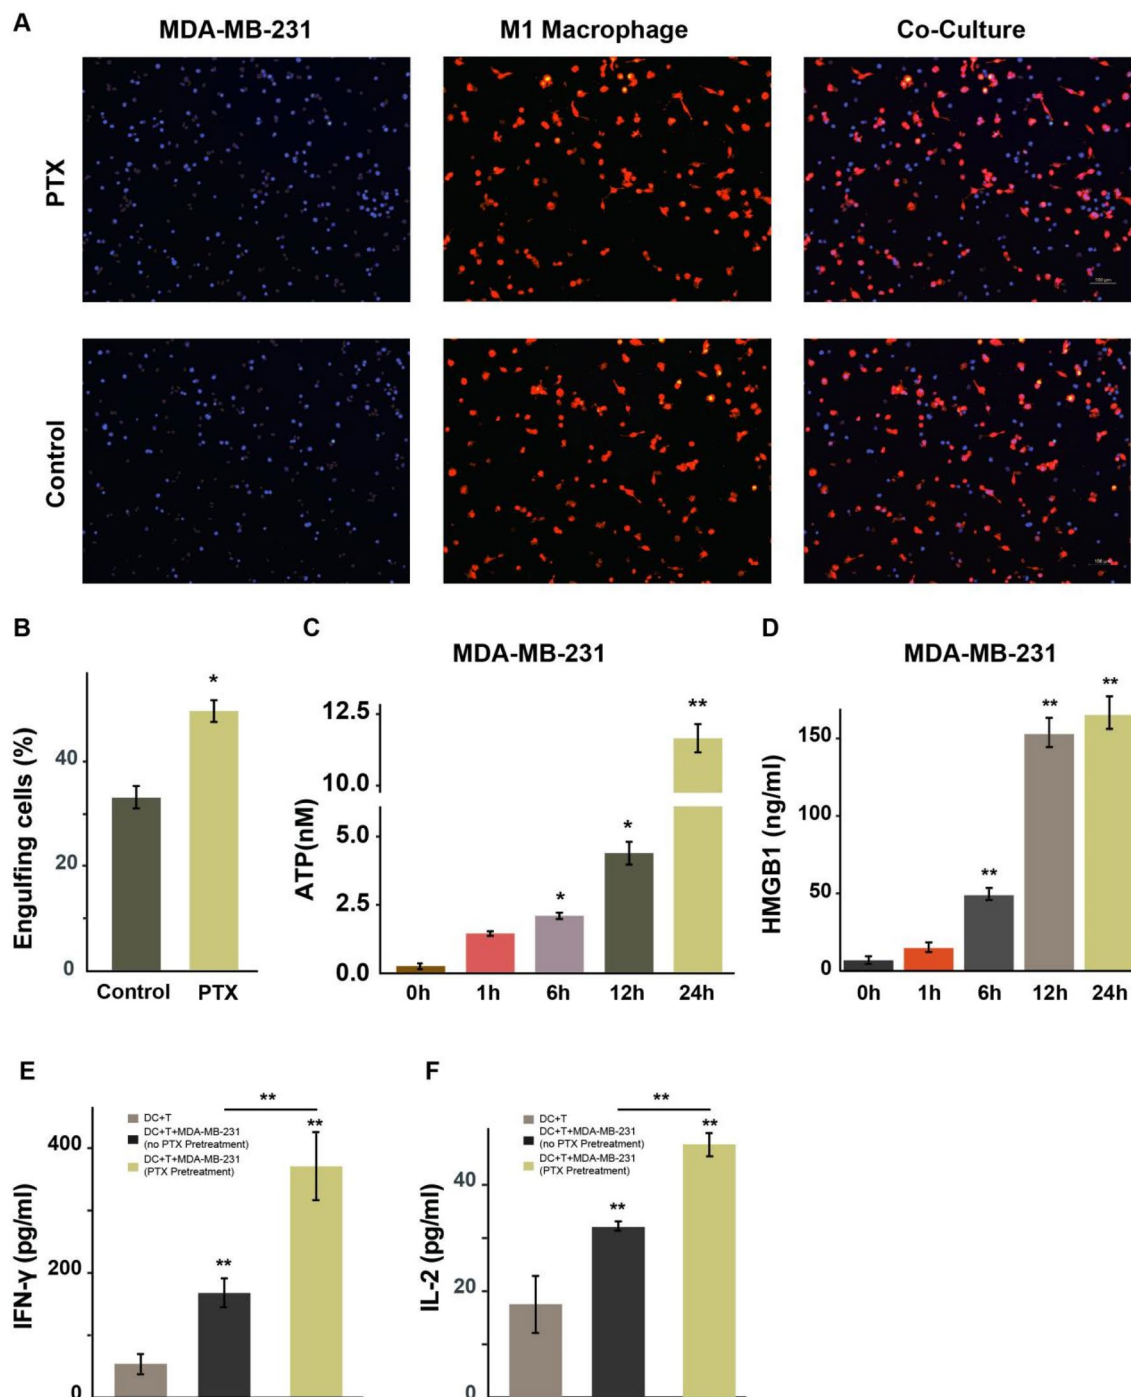 A
MDA-MB-231
M1 Macrophage
Co-Culture
PTX
100 μm
Control
100 μm
B
Engulfing cells (%)
40
20
0
*
Control
PTX
C
MDA-MB-231
ATP(nM)
12.5
10.0
5.0
2.5
0.0
*
*
**
0h
1h
6h
12h
24h
D
MDA-MB-231
HMGB1 (ng/ml)
150
100
50
0
**
**
**
0h
1h
6h
12h
24h
E
IFN-γ (pg/ml)
400
200
0
DC+T
DC+T+MDA-MB-231
(no PTX Pretreatment)
DC+T+MDA-MB-231
(PTX Pretreatment)
**
**
**
F
IL-2 (pg/ml)
40
20
0
DC+T
DC+T+MDA-MB-231
(no PTX Pretreatment)
DC+T+MDA-MB-231
(PTX Pretreatment)
**
**
**